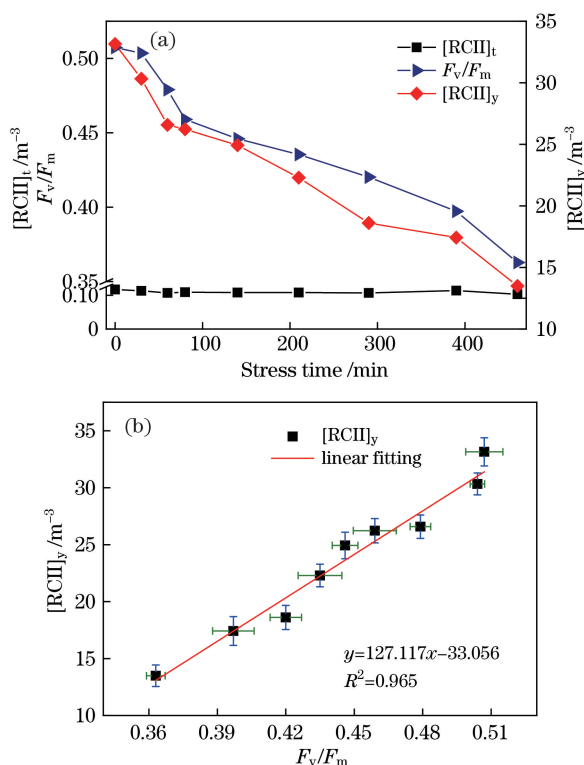 (a)
[RCII]t
Fv/Fm
[RCII]y
[RCII]t /m⁻³
Fv/Fm
[RCII]y /m⁻³
0.50
0.45
0.40
0.35
0.10
0
35
30
25
20
15
10
0 100 200 300 400
Stress time /min
(b)
[RCII]y
linear fitting
[RCII]y /m⁻³
35
30
25
20
15
10
y=127.117x−33.056
R²=0.965
0.36 0.39 0.42 0.45 0.48 0.51
Fv/Fm